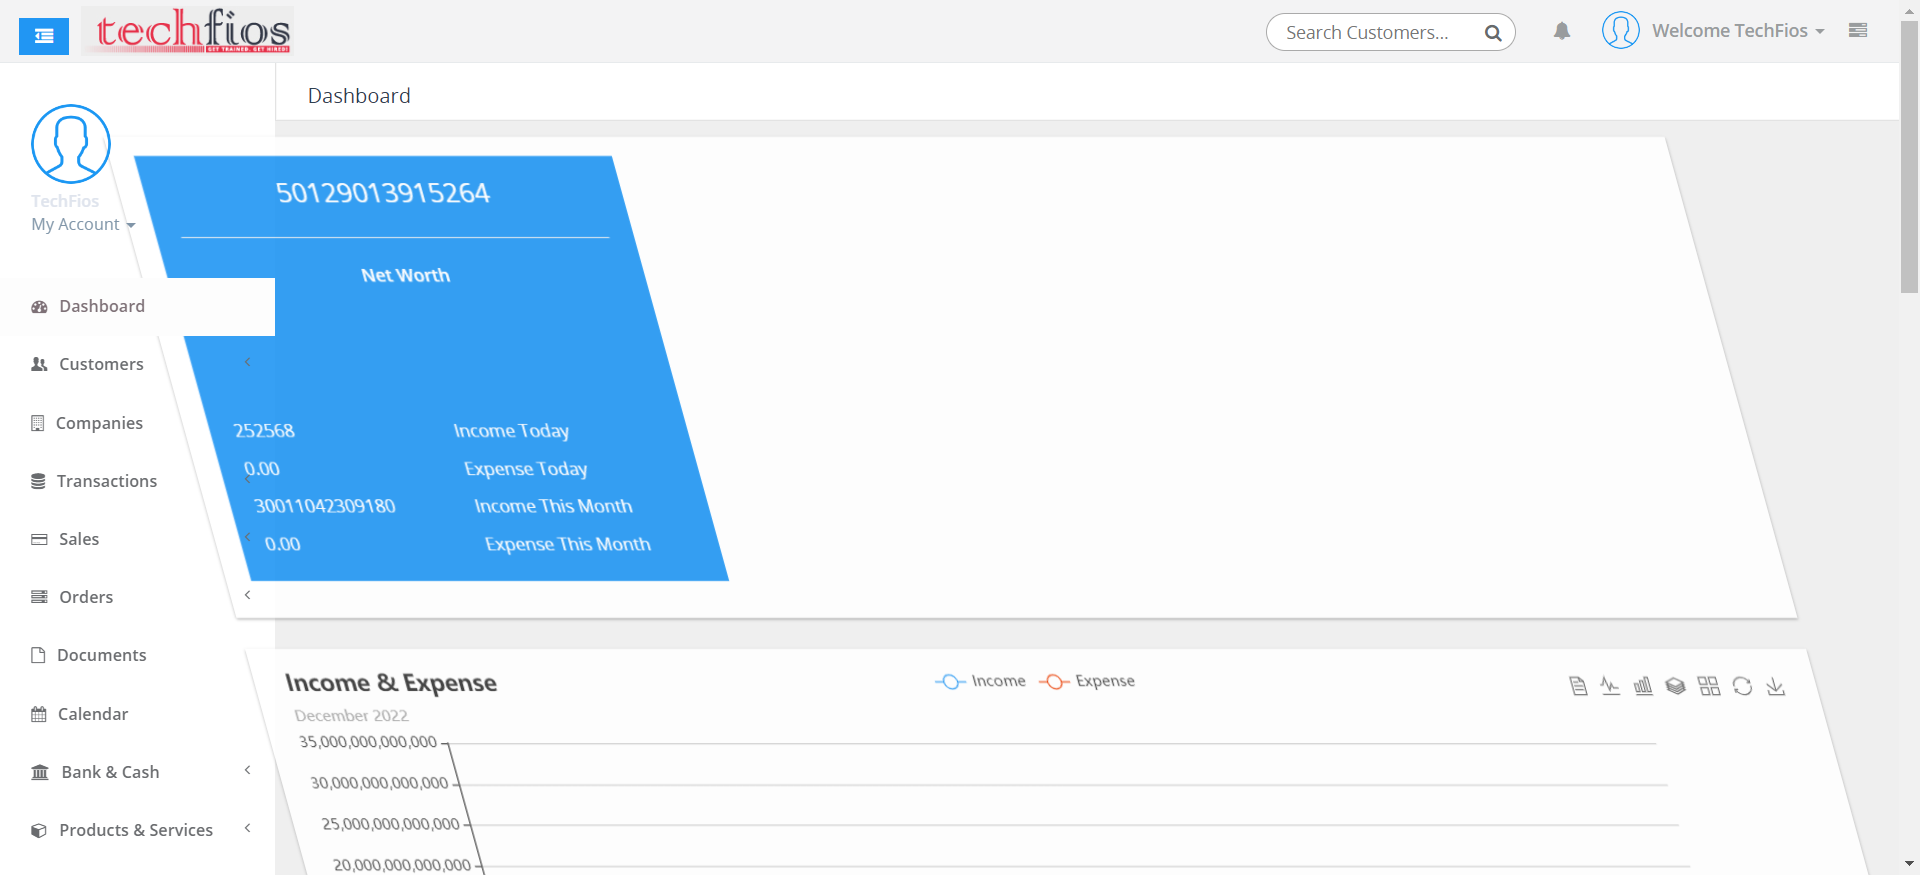 techfios
GET TRAINED. GET HIRED!
Search Customers...
Welcome TechFios
Dashboard
TechFios
My Account
Dashboard
Customers
Companies
Transactions
Sales
Orders
Documents
Calendar
Bank & Cash
Products & Services
50129013915264
Net Worth
252568 Income Today
0.00 Expense Today
30011042309180 Income This Month
0.00 Expense This Month
Income & Expense
December 2022
Income Expense
35,000,000,000,000
30,000,000,000,000
25,000,000,000,000
20,000,000,000,000